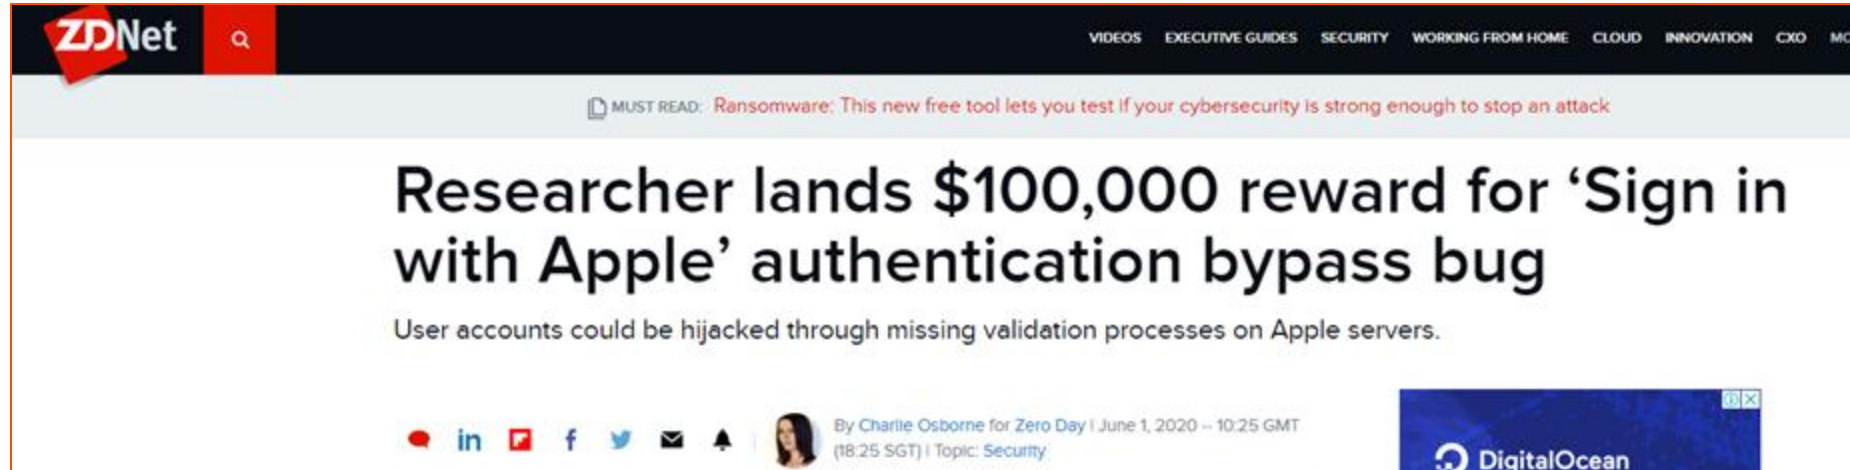 ZDNet
VIDEOS EXECUTIVE GUIDES SECURITY WORKING FROM HOME CLOUD INNOVATION CXO
MUST READ: Ransomware: This new free tool lets you test if your cybersecurity is strong enough to stop an attack
Researcher lands $100,000 reward for ‘Sign in
with Apple’ authentication bypass bug
User accounts could be hijacked through missing validation processes on Apple servers.
By Charlie Osborne for Zero Day | June 1, 2020 -- 10:25 GMT
(18:25 SGT) | Topic: Security
DigitalOcean